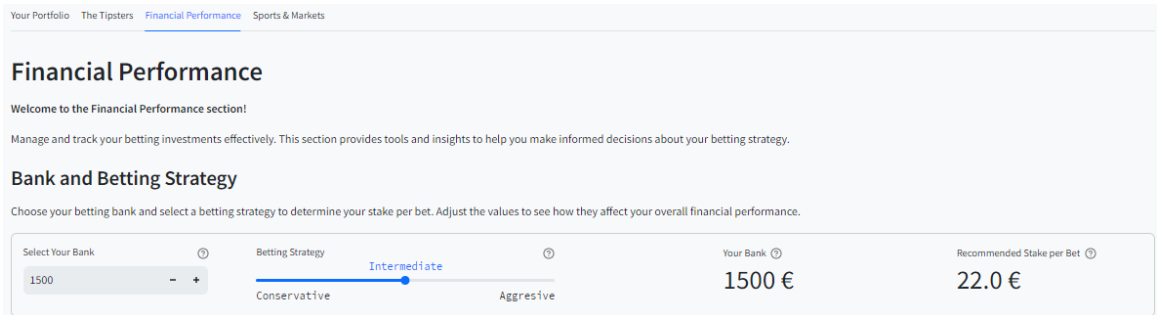 Your Portfolio The Tipsters Financial Performance Sports & Markets
Financial Performance
Welcome to the Financial Performance section!
Manage and track your betting investments effectively. This section provides tools and insights to help you make informed decisions about your betting strategy.
Bank and Betting Strategy
Choose your betting bank and select a betting strategy to determine your stake per bet. Adjust the values to see how they affect your overall financial performance.
Select Your Bank ? Betting Strategy ? Your Bank ? Recommended Stake per Bet ?
Intermediate
1500 - + 1500 € 22.0 €
Conservative Aggresive